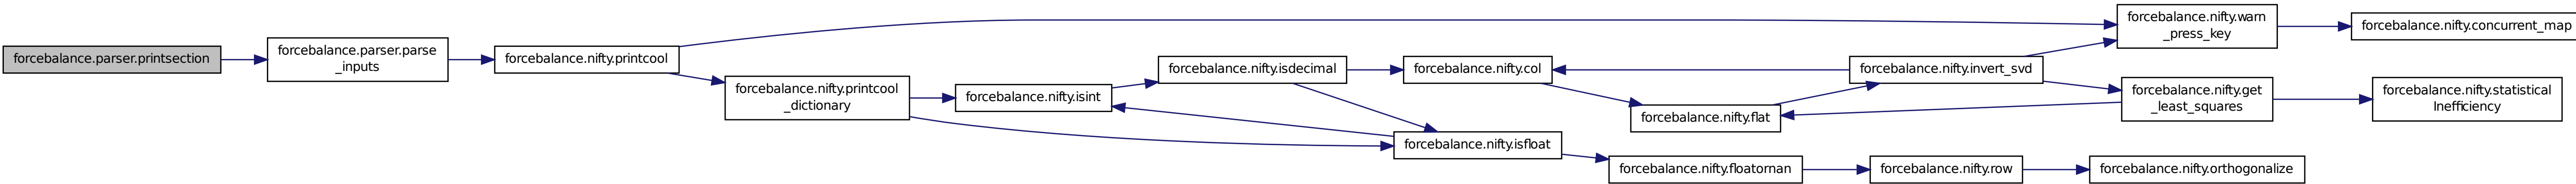 forcebalance.parser.printsection
forcebalance.parser.parse
_inputs
forcebalance.nifty.printcool
forcebalance.nifty.printcool
_dictionary
forcebalance.nifty.isint
forcebalance.nifty.isdecimal
forcebalance.nifty.col
forcebalance.nifty.isfloat
forcebalance.nifty.flat
forcebalance.nifty.floatornan
forcebalance.nifty.invert_svd
forcebalance.nifty.row
forcebalance.nifty.warn
_press_key
forcebalance.nifty.get
_least_squares
forcebalance.nifty.orthogonalize
forcebalance.nifty.concurrent_map
forcebalance.nifty.statistical
Inefficiency